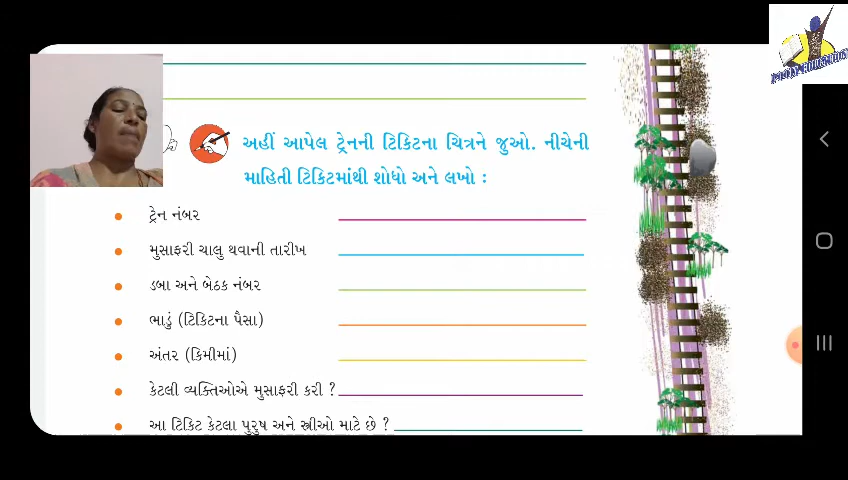 અહીં આપેલ ટ્રેનની ટિકિટના ચિત્રને જુઓ. નીચેની
માહિતી ટિકિટમાંથી શોધો અને લખો :
ટ્રેન નંબર
મુસાફરી ચાલુ થવાની તારીખ
ડબા અને બેઠક નંબર
ભાડું (ટિકિટના પૈસા)
અંતર (કિમીમાં)
કેટલી વ્યક્તિઓએ મુસાફરી કરી ?
આ ટિકિટ કેટલા પુરુષ અને સ્ત્રીઓ માટે છે ?